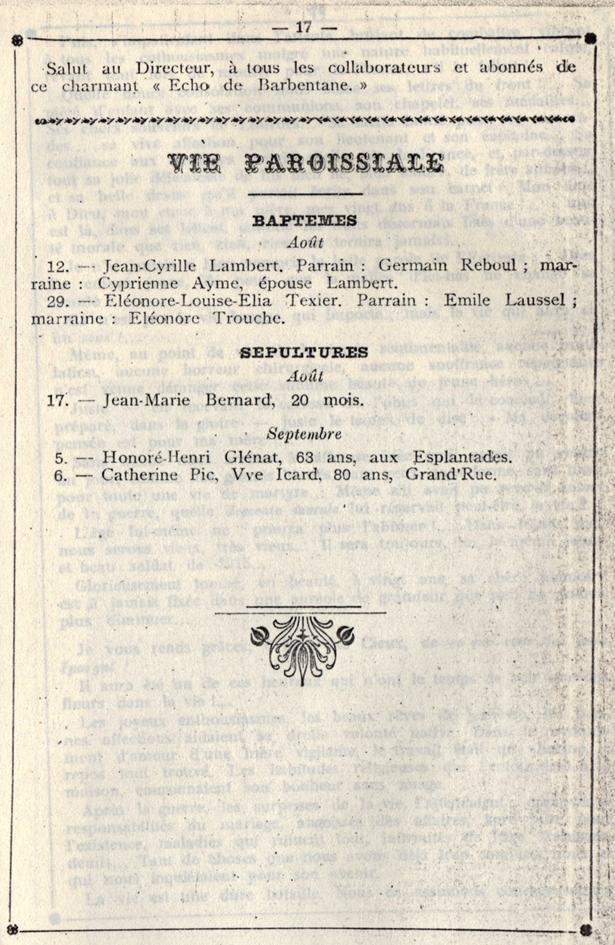 — 17 —
Salut au Directeur, à tous les collaborateurs et abonnés de
ce charmant « Echo de Barbentane. »
VIE PAROISSIALE
BAPTEMES
Août
12. — Jean-Cyrille Lambert. Parrain : Germain Reboul ; mar-
raine : Cyprienne Ayme, épouse Lambert.
29. — Eléonore-Louise-Elia Texier. Parrain : Emile Laussel ;
marraine : Eléonore Trouche.
SEPULTURES
Août
17. — Jean-Marie Bernard, 20 mois.
Septembre
5. — Honoré-Henri Glénat, 63 ans, aux Esplantades.
6. — Catherine Pic, Vve Icard, 80 ans, Grand'Rue.